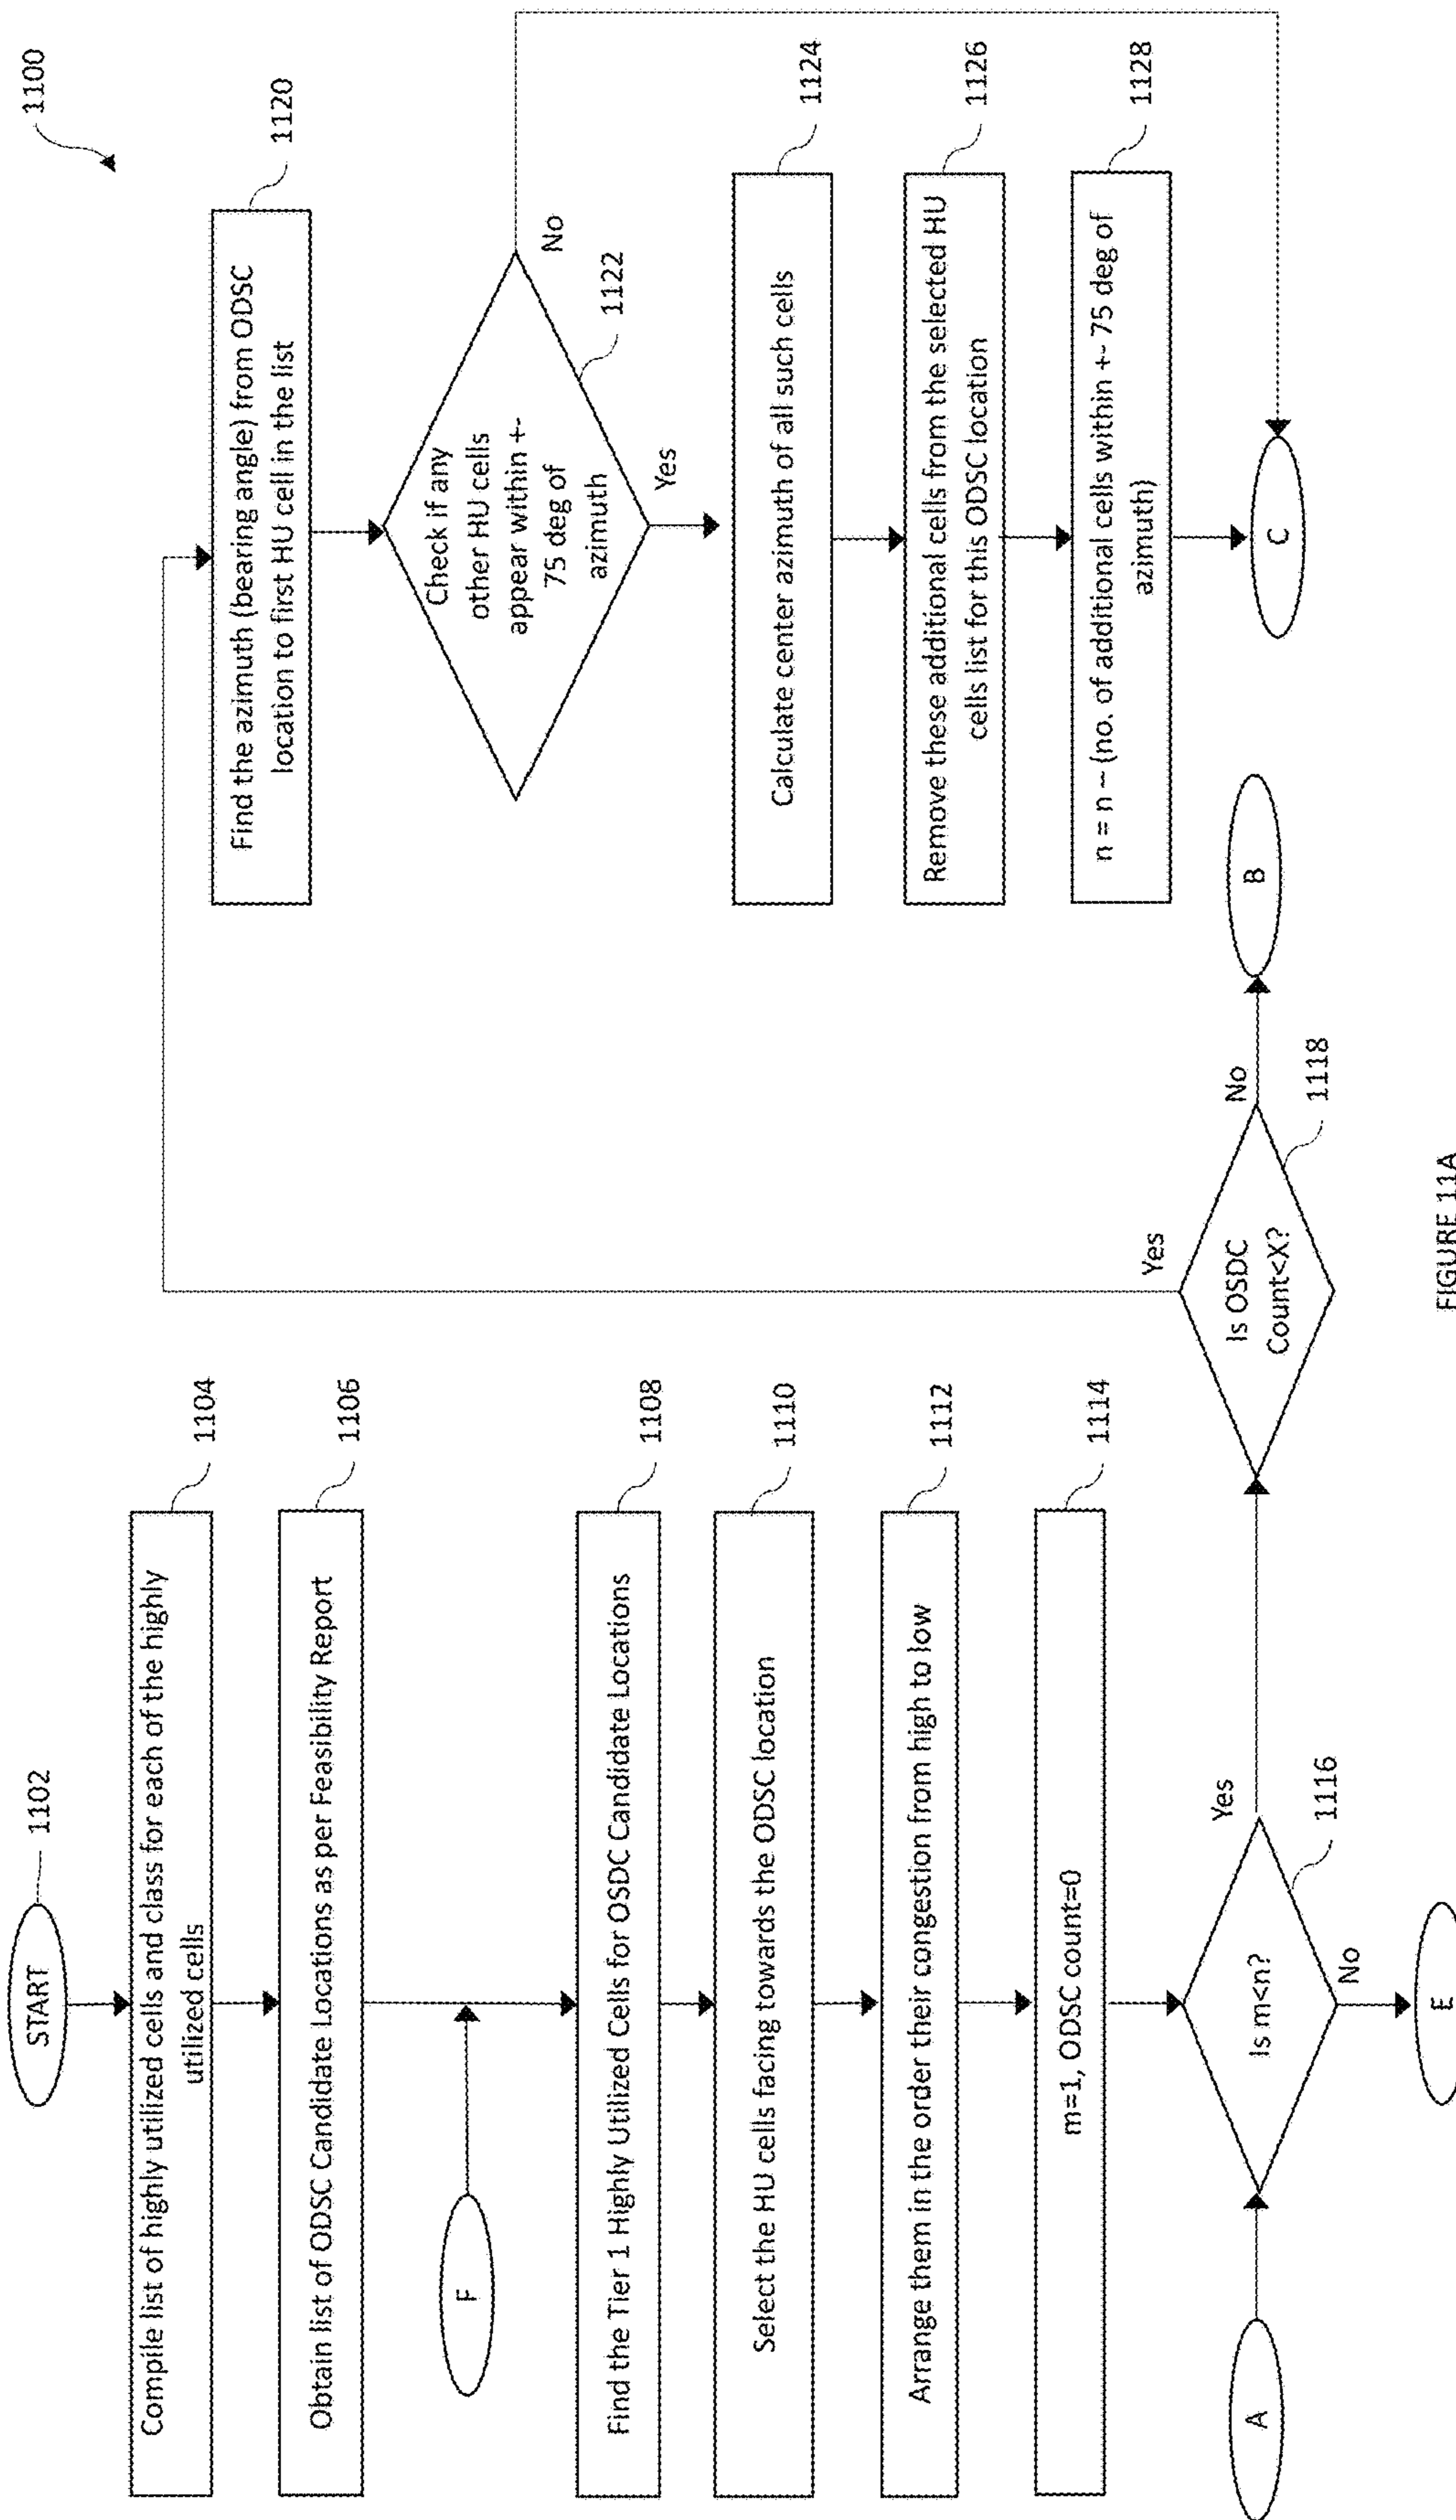 1100
START
1102
Compile list of highly utilized cells and class for each of the highly
utilized cells
1104
Obtain list of ODSC Candidate Locations as per Feasibility Report
1106
F
Find the Tier 1 Highly Utilized Cells for OSDC Candidate Locations
1108
Select the HU cells facing towards the ODSC location
1110
Arrange them in the order their congestion from high to low
1112
m=1, ODSC count=0
1114
A
Is m<n?
1116
Yes
No
E
Is OSDC
Count<X?
1118
Yes
No
B
Find the azimuth (bearing angle) from ODSC
location to first HU cell in the list
1120
Check if any
other HU cells
appear within +-
75 deg of
azimuth
1122
No
Yes
Calculate center azimuth of all such cells
1124
Remove these additional cells from the selected HU
cells list for this ODSC location
1126
n = n – (no. of additional cells within +- 75 deg of
azimuth)
1128
C
FIGURE 11A